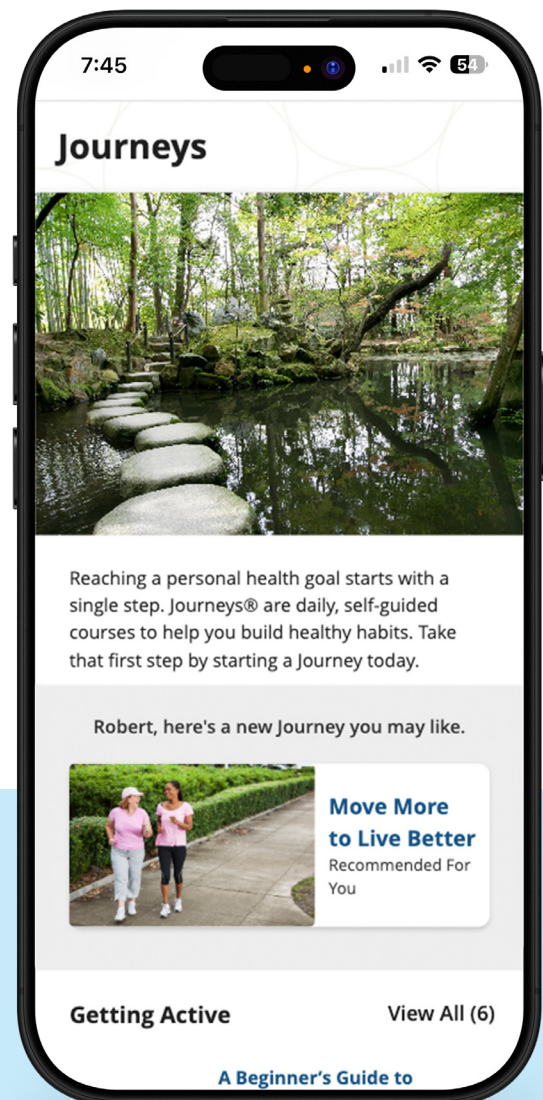 7:45
54
Journeys
Reaching a personal health goal starts with a
single step. Journeys® are daily, self-guided
courses to help you build healthy habits. Take
that first step by starting a Journey today.
Robert, here's a new Journey you may like.
Move More
to Live Better
Recommended For
You
Getting Active
View All (6)
A Beginner's Guide to